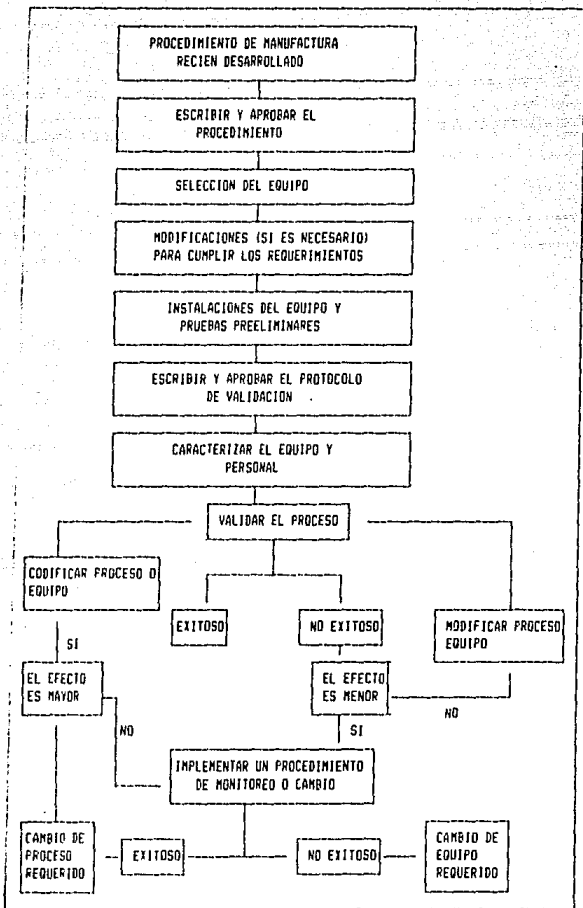 PROCEDIMIENTO DE MANUFACTURA
RECIEN DESARROLLADO
ESCRIBIR Y APROBAR EL
PROCEDIMIENTO
SELECCION DEL EQUIPO
MODIFICACIONES (SI ES NECESARIO)
PARA CUMPLIR LOS REQUERIMIENTOS
INSTALACIONES DEL EQUIPO Y
PRUEBAS PREELIMINARES
ESCRIBIR Y APROBAR EL PROTOCOLO
DE VALIDACION .
CARACTERIZAR EL EQUIPO Y
PERSONAL
VALIDAR EL PROCESO
CODIFICAR PROCESO O
EQUIPO
EXITOSO
NO EXITOSO
MODIFICAR PROCESO
EQUIPO
SI
EL EFECTO
ES MAYOR
EL EFECTO
ES MENOR
NO
NO
SI
IMPLEMENTAR UN PROCEDIMIENTO
DE MONITOREO O CAMBIO
CAMBIO DE
PROCESO
REQUERIDO
EXITOSO
NO EXITOSO
CAMBIO DE
EQUIPO
REQUERIDO